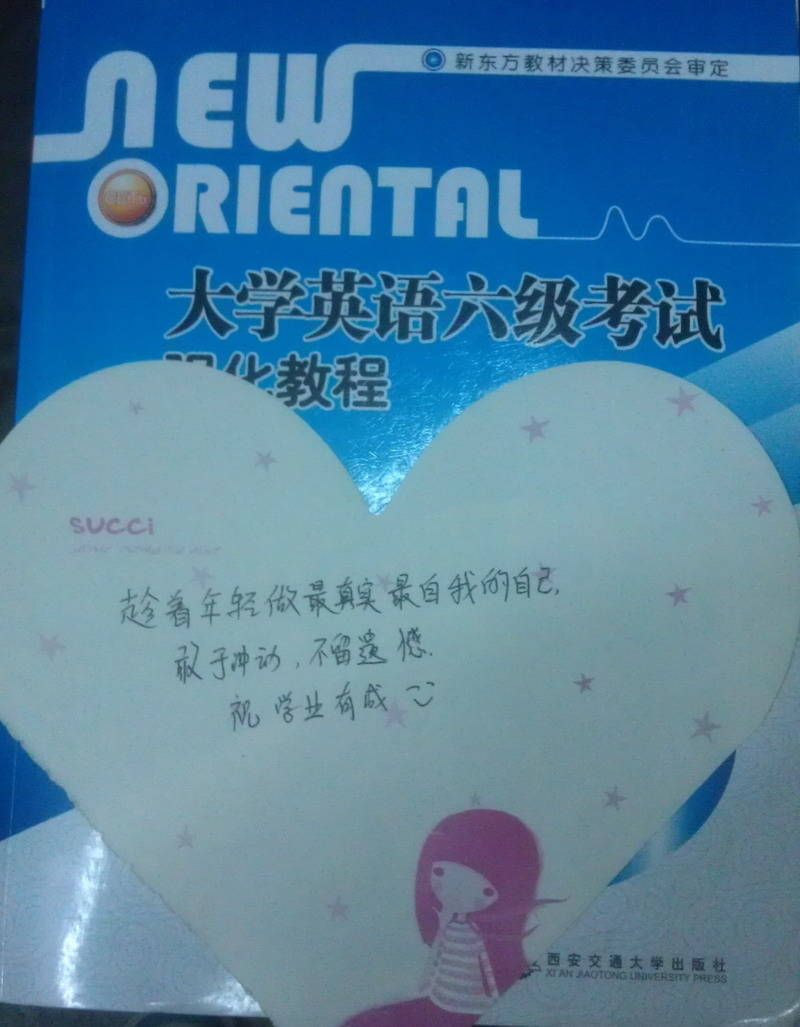 新东方教材决策委员会审定
NEW
ORIENTAL
大学英语六级考试
强化教程
succi
趁着年轻做最真实最自我的自己,
敢于冲动,不留遗憾.
祝学业有成
西安交通大学出版社
XI AN JIAOTONG UNIVERSITY PRESS